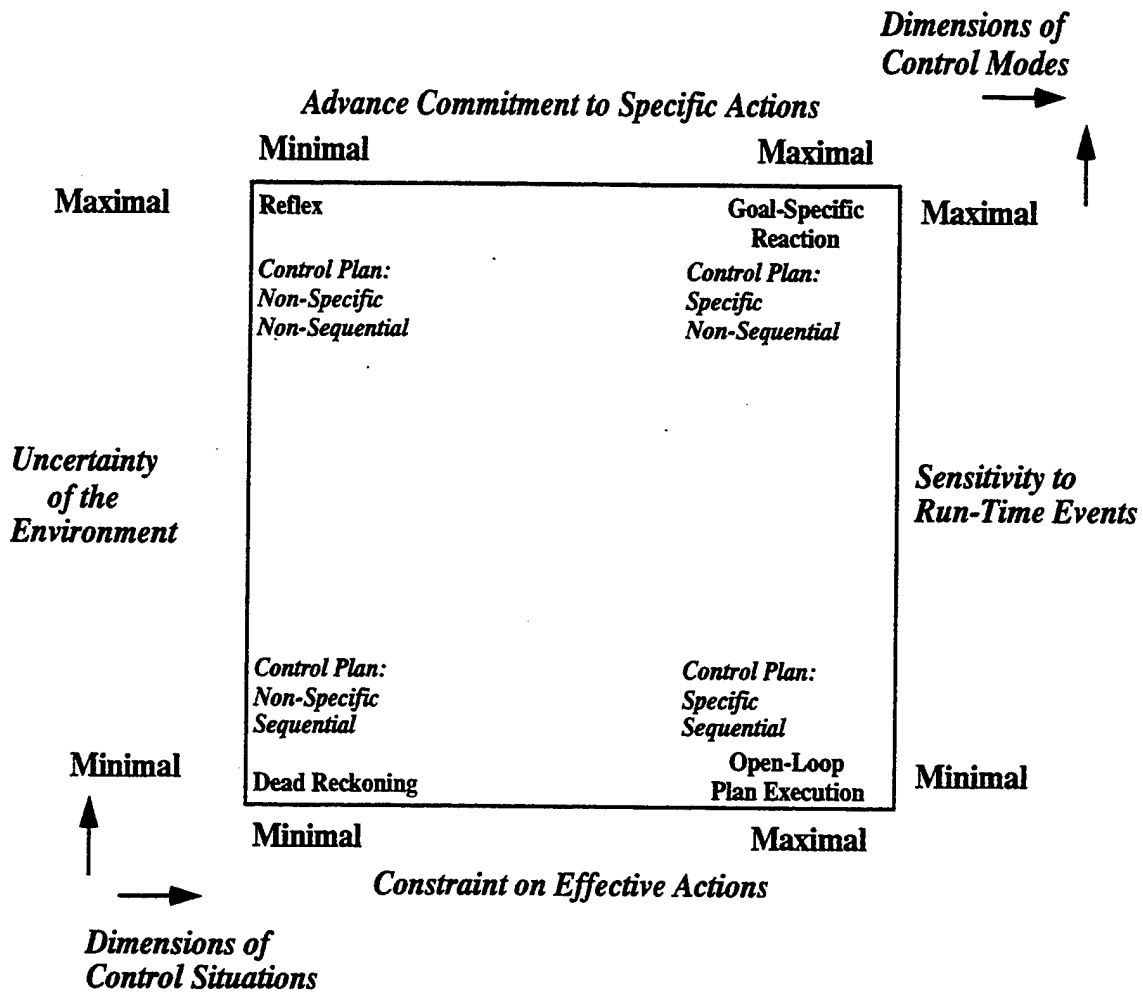 Dimensions of
Control Modes
Advance Commitment to Specific Actions
Minimal
Maximal
Maximal
Reflex
Goal-Specific
Reaction
Maximal
Control Plan:
Non-Specific
Non-Sequential
Control Plan:
Specific
Non-Sequential
Uncertainty
of the
Environment
Sensitivity to
Run-Time Events
Control Plan:
Non-Specific
Sequential
Control Plan:
Specific
Sequential
Minimal
Dead Reckoning
Open-Loop
Plan Execution
Minimal
Minimal
Maximal
Constraint on Effective Actions
Dimensions of
Control Situations